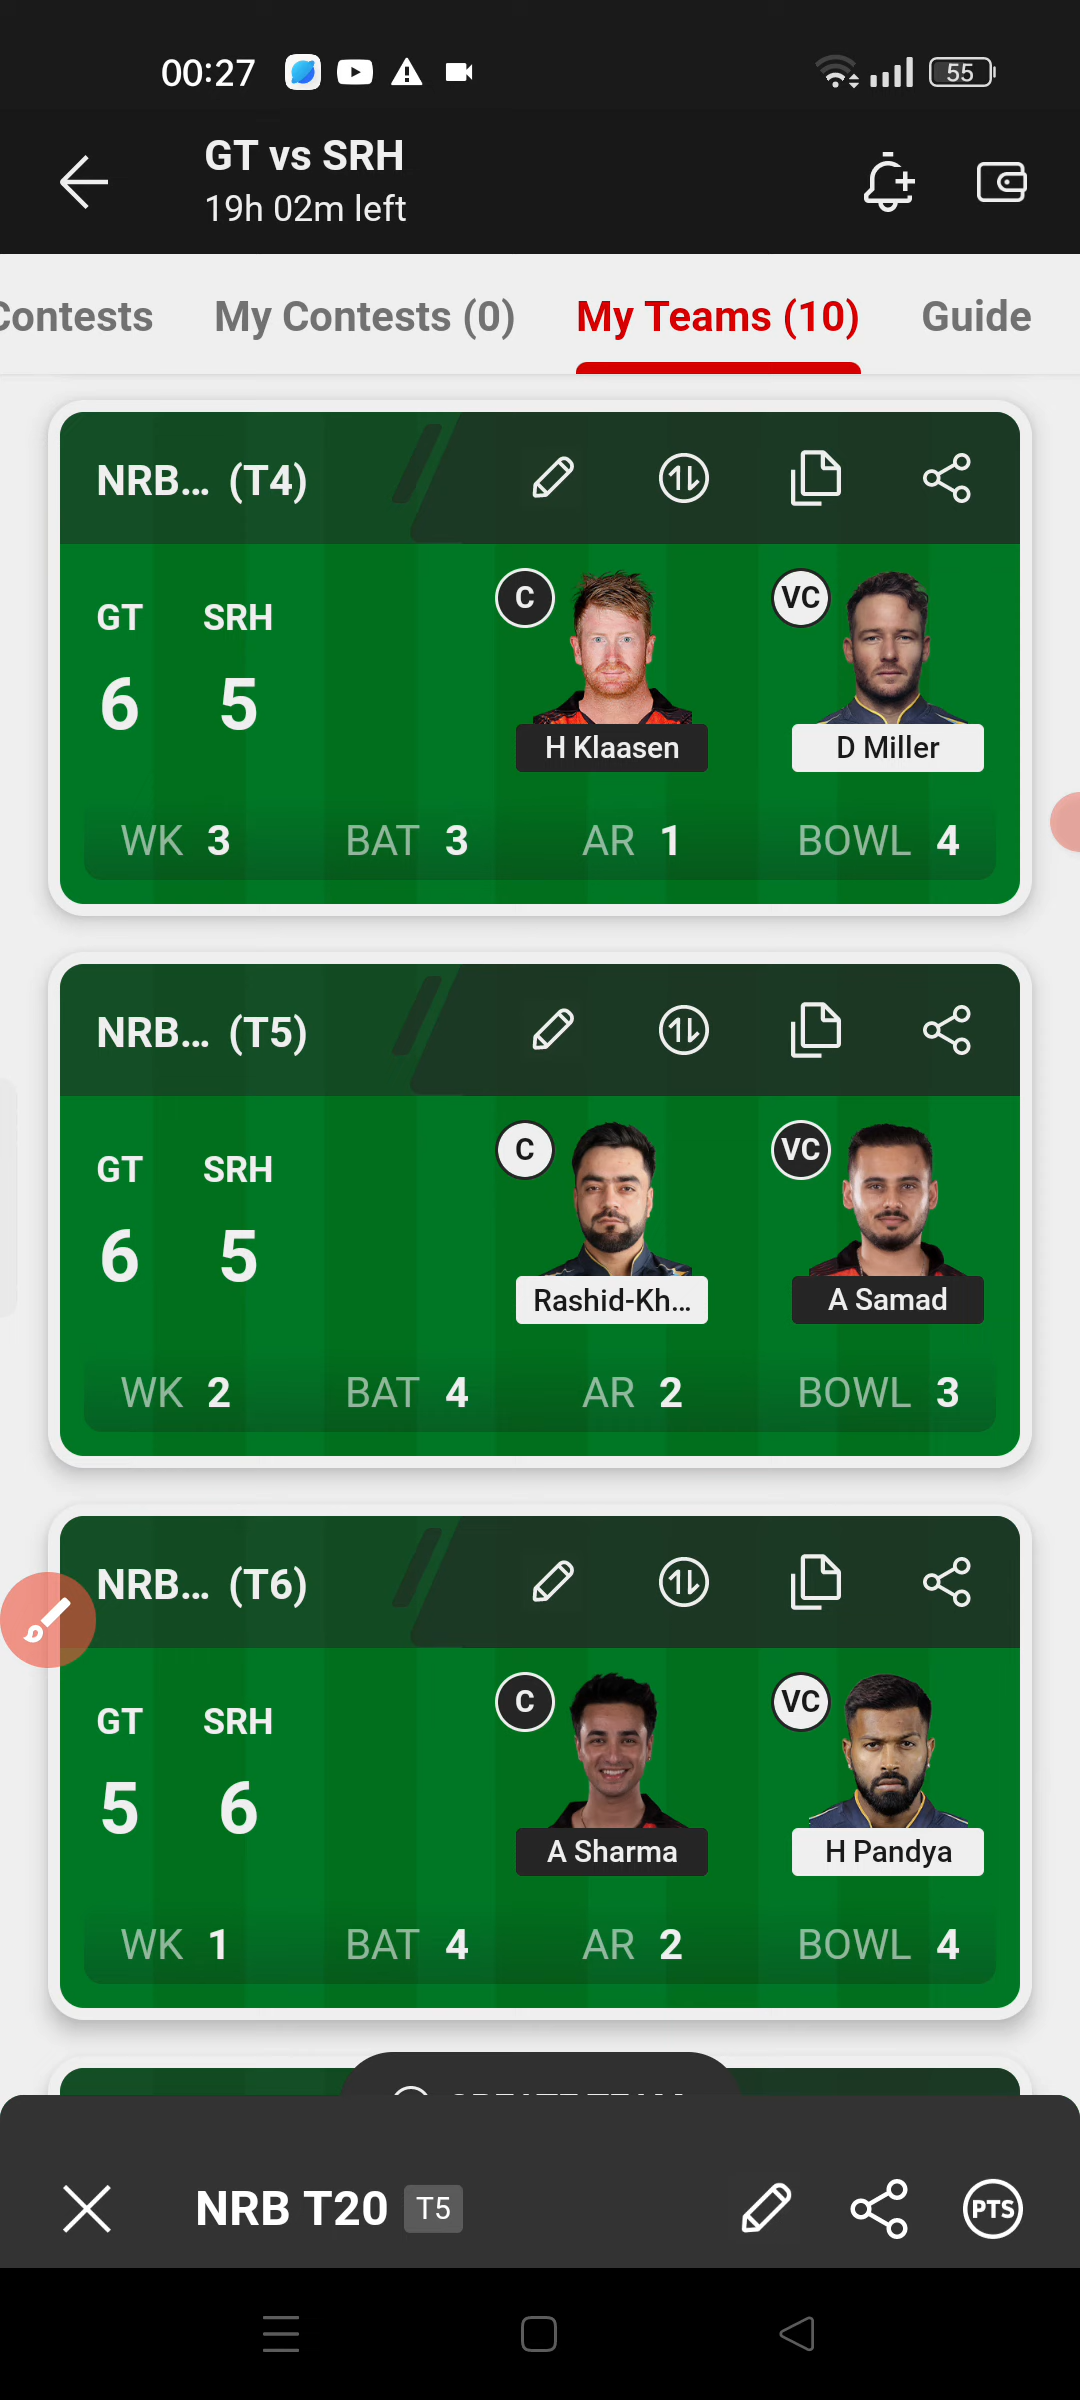 00:27
55
GT vs SRH
19h 02m left
Contests My Contests (0) My Teams (10) Guide
NRB... (T4)
GT SRH
6 5
C VC
H Klaasen D Miller
WK 3 BAT 3 AR 1 BOWL 4
NRB... (T5)
GT SRH
6 5
C VC
Rashid-Kh... A Samad
WK 2 BAT 4 AR 2 BOWL 3
NRB... (T6)
GT SRH
5 6
C VC
A Sharma H Pandya
WK 1 BAT 4 AR 2 BOWL 4
CREATE TEAM
NRB T20 T5
PTS